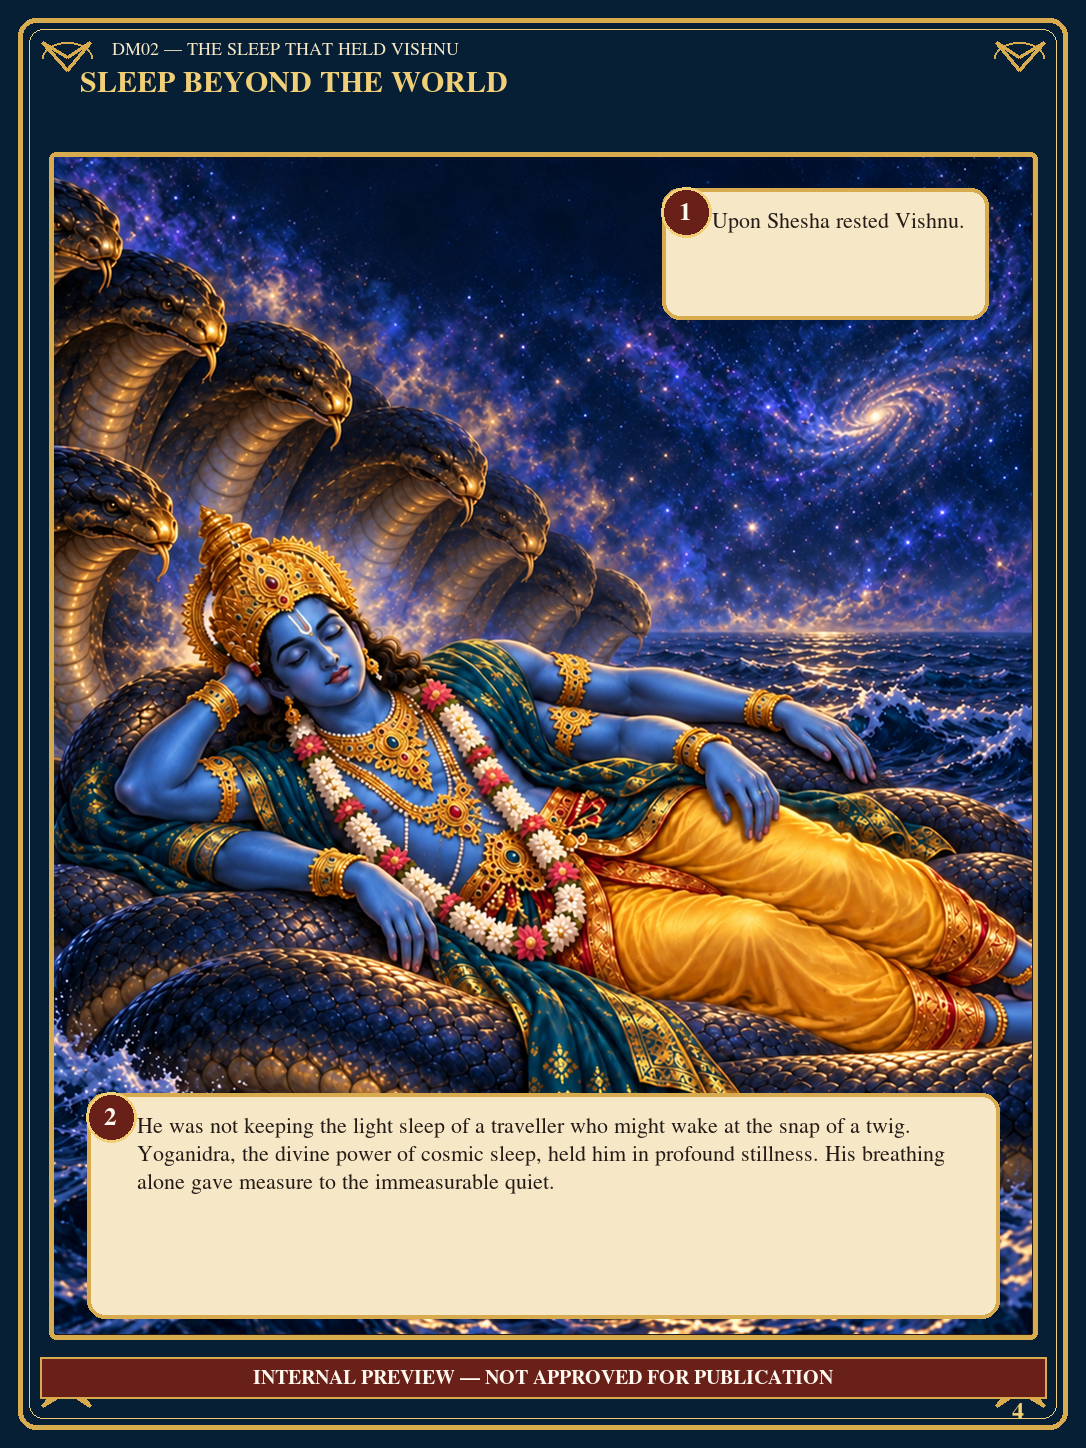 DM02 — THE SLEEP THAT HELD VISHNU
SLEEP BEYOND THE WORLD
1
Upon Shesha rested Vishnu.
2
He was not keeping the light sleep of a traveller who might wake at the snap of a twig.
Yoganidra, the divine power of cosmic sleep, held him in profound stillness. His breathing
alone gave measure to the immeasurable quiet.
INTERNAL PREVIEW — NOT APPROVED FOR PUBLICATION
4